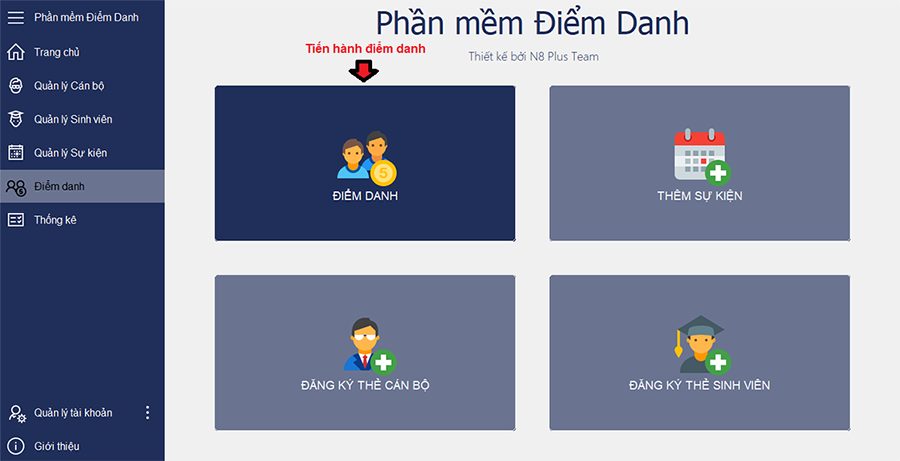 Phần mềm Điểm Danh
Trang chủ
Quản lý Cán bộ
Quản lý Sinh viên
Quản lý Sự kiện
Điểm danh
Thống kê
Quản lý tài khoản
Giới thiệu
Phần mềm Điểm Danh
Thiết kế bởi N8 Plus Team
Tiến hành điểm danh
5
ĐIỂM DANH
THÊM SỰ KIỆN
ĐĂNG KÝ THẺ CÁN BỘ
ĐĂNG KÝ THẺ SINH VIÊN